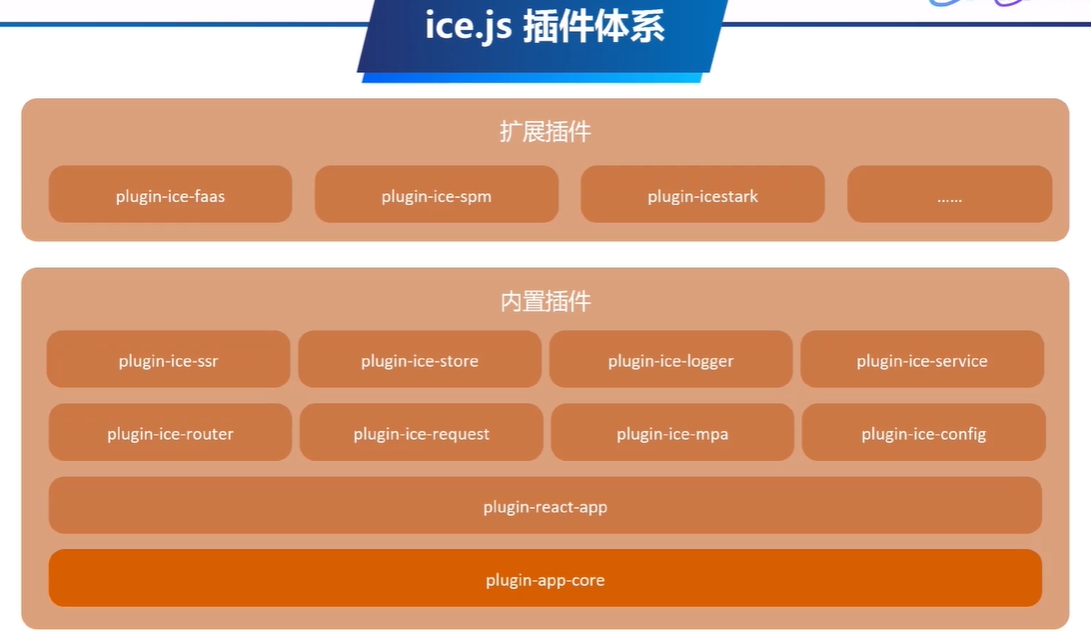 ice.js 插件体系
扩展插件
plugin-ice-faas
plugin-ice-spm
plugin-icestark
......
内置插件
plugin-ice-ssr
plugin-ice-store
plugin-ice-logger
plugin-ice-service
plugin-ice-router
plugin-ice-request
plugin-ice-mpa
plugin-ice-config
plugin-react-app
plugin-app-core